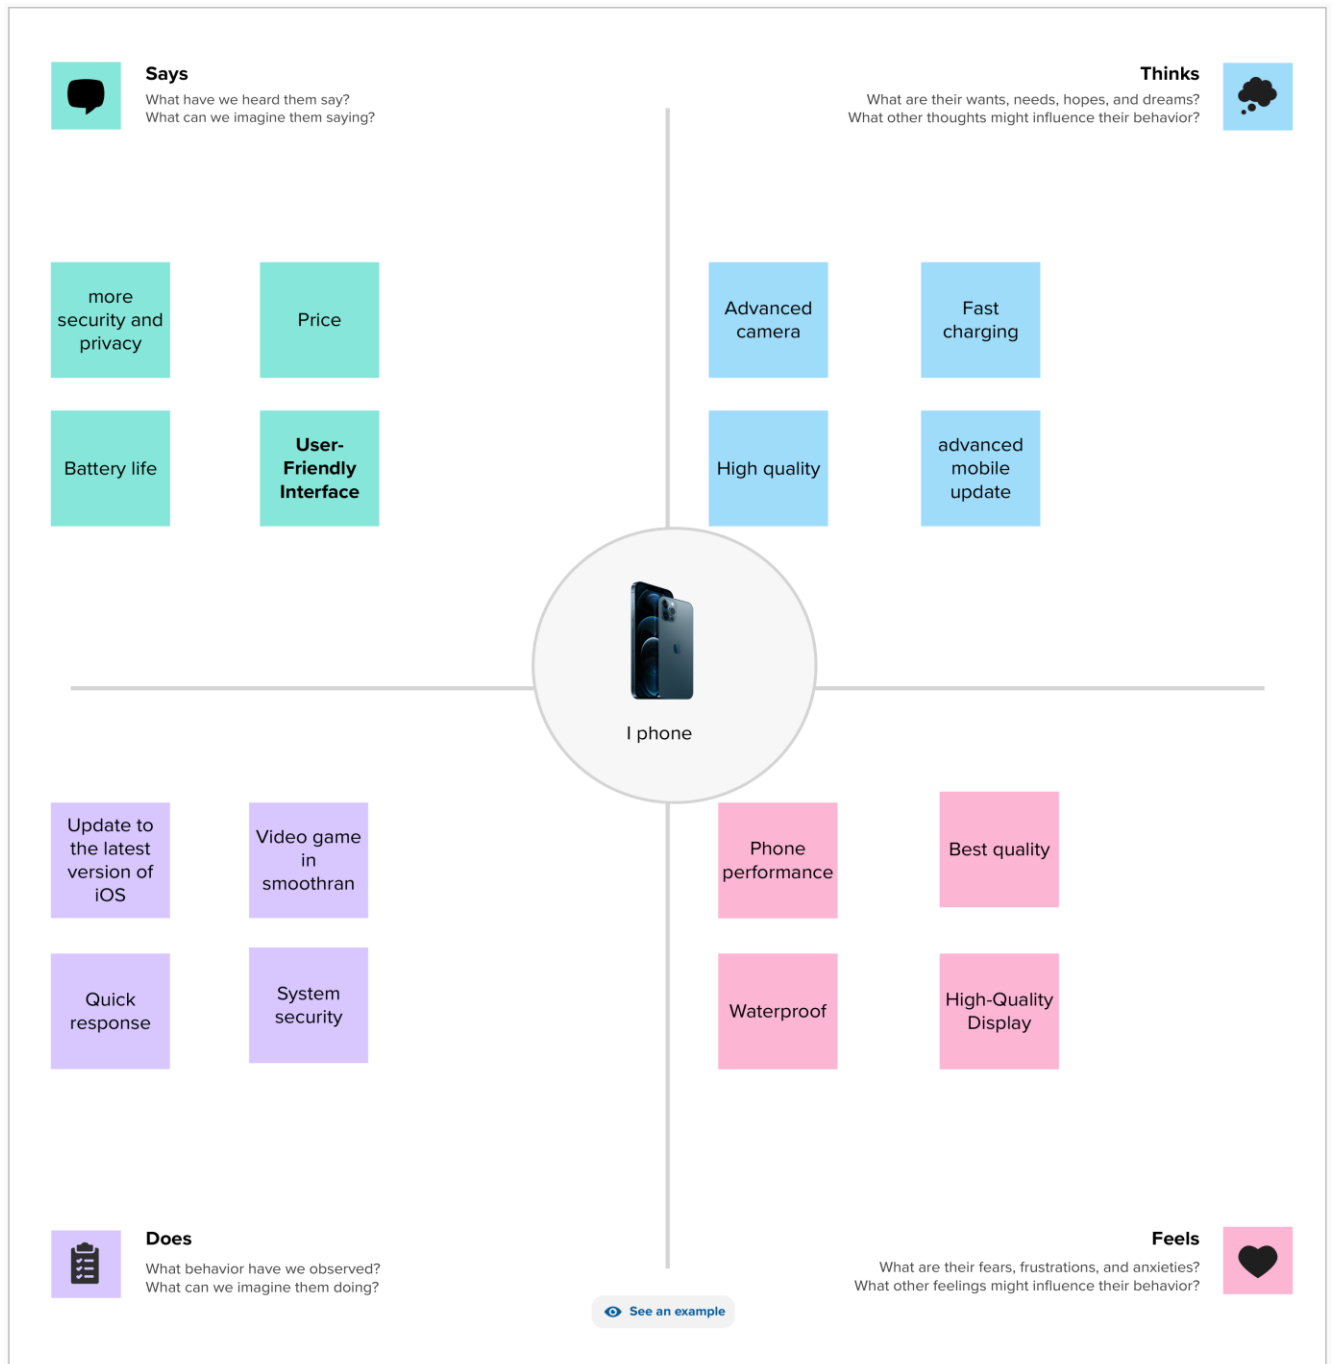 Says
What have we heard them say?
What can we imagine them saying?
Thinks
What are their wants, needs, hopes, and dreams?
What other thoughts might influence their behavior?
more
security and
privacy
Price
Advanced
camera
Fast
charging
Battery life
User-
Friendly
Interface
High quality
advanced
mobile
update
I phone
Update to
the latest
version of
iOS
Video game
in
smoothran
Phone
performance
Best quality
Quick
response
System
security
Waterproof
High-Quality
Display
Does
What behavior have we observed?
What can we imagine them doing?
Feels
What are their fears, frustrations, and anxieties?
What other feelings might influence their behavior?
See an example